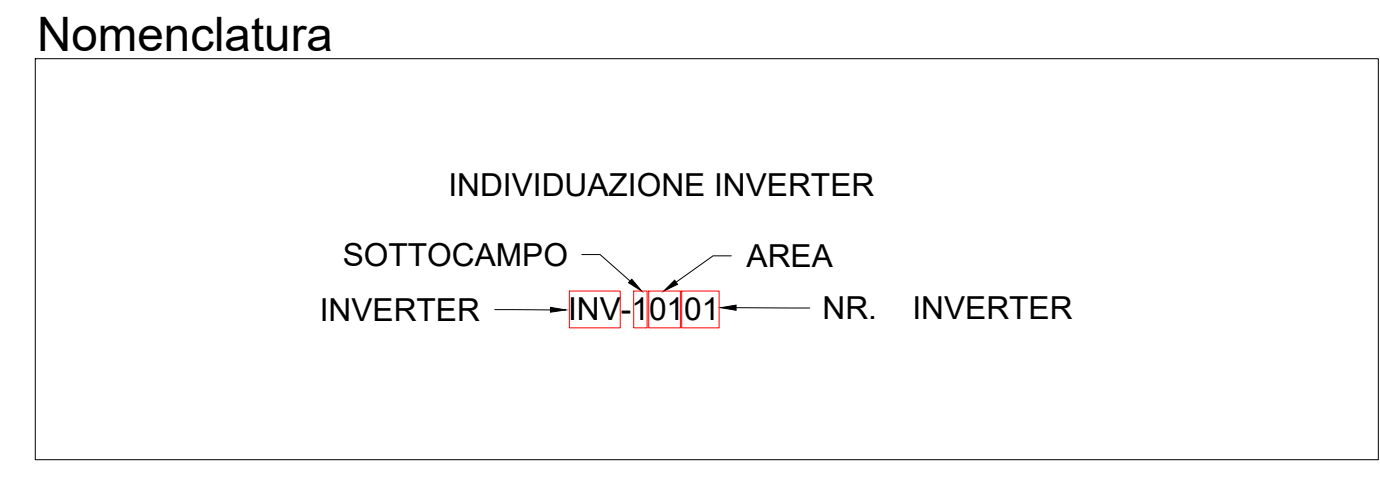 Nomenclatura
INDIVIDUAZIONE INVERTER
SOTTOCAMPO AREA
INVERTER INV-10101 NR. INVERTER